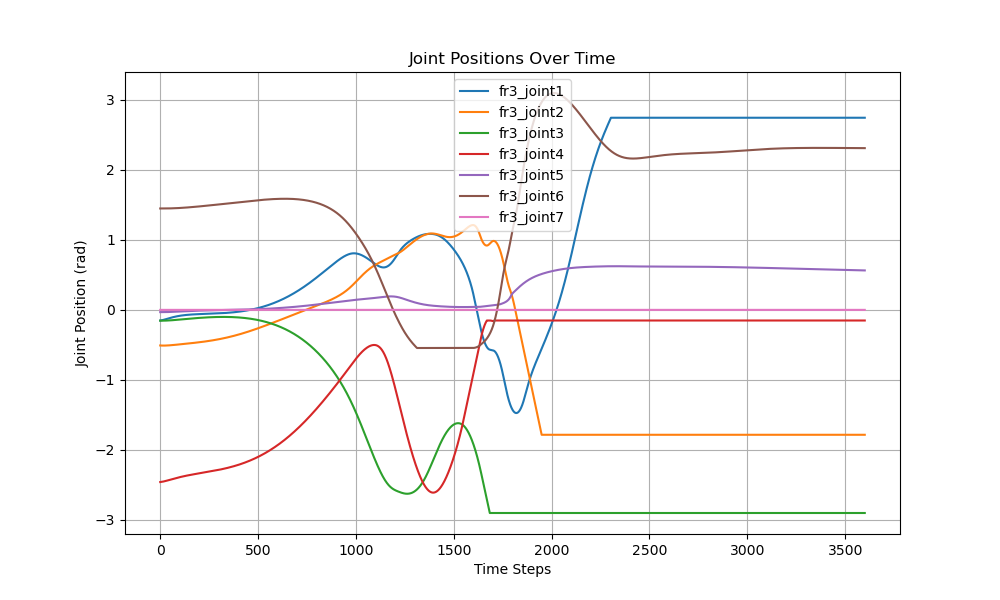 Joint Positions Over Time
Joint Position (rad)
3
2
1
0
−1
−2
−3
fr3_joint1
fr3_joint2
fr3_joint3
fr3_joint4
fr3_joint5
fr3_joint6
fr3_joint7
0 500 1000 1500 2000 2500 3000 3500
Time Steps